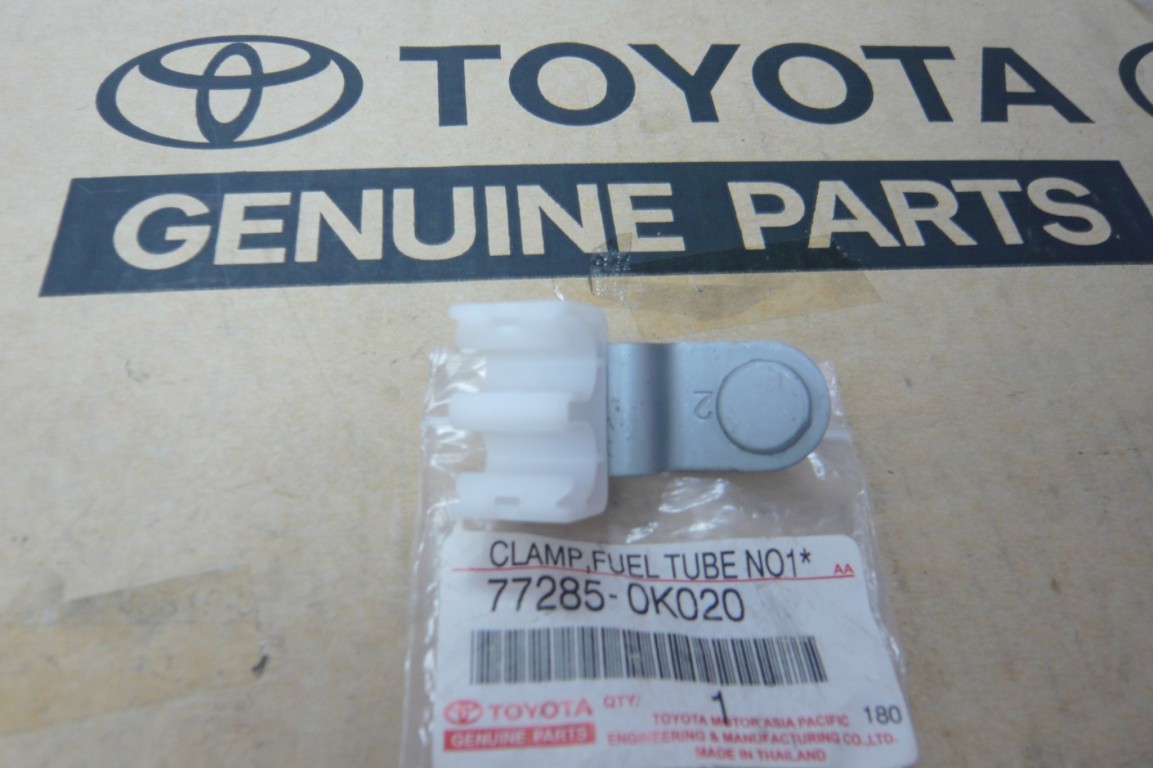 TOYOTA
GENUINE PARTS
2
CLAMP,FUEL TUBE NO1*
AA
77285-0K020
TOYOTA
GENUINE PARTS
QTY/
1
180
TOYOTA MOTOR ASIA PACIFIC
ENGINEERING & MANUFACTURING CO.,LTD.
MADE IN THAILAND